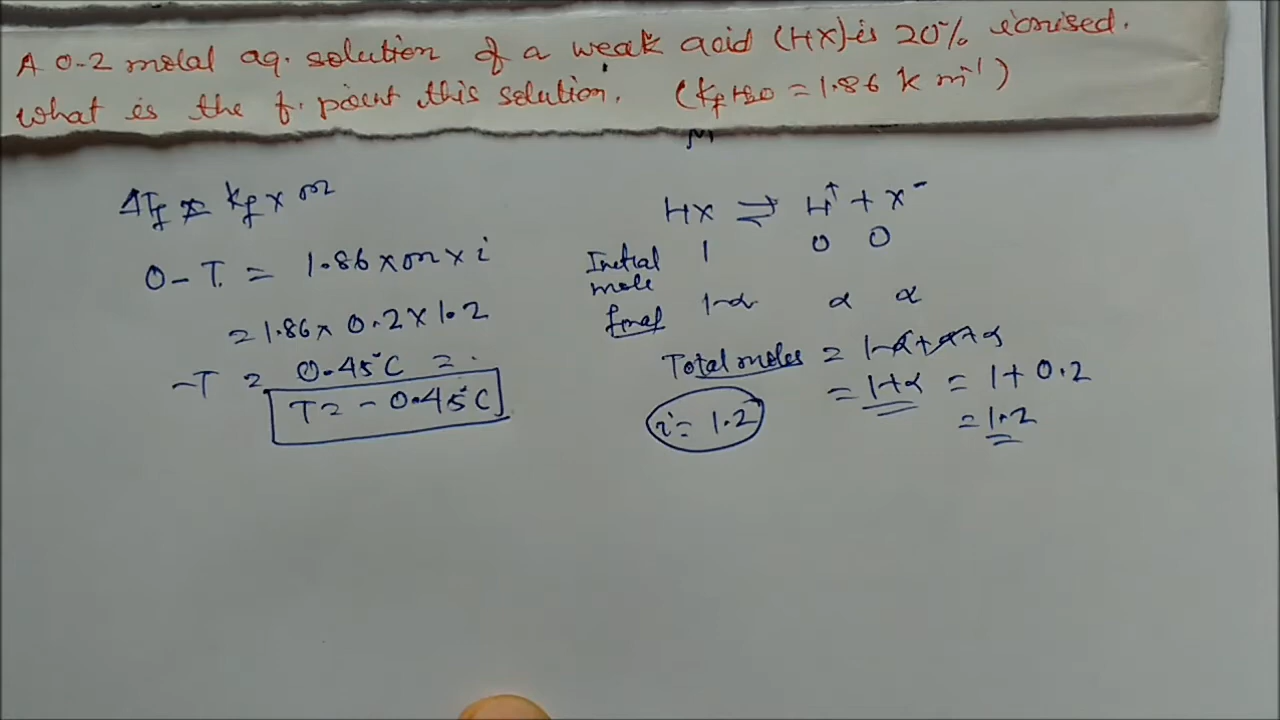 A 0.2 molal aq. solution of a weak acid (HX) is 20% ionised.
what is the f. point this solution. (Kf H2O = 1.86 K m⁻¹)
ΔTf = Kf x m
0 - T. = 1.86 x m x i
= 1.86 x 0.2 x 1.2
-T = 0.45°C = .
T = - 0.45°C
HX ⇌ H⁺ + X⁻
Initial mole 1 0 0
final 1-α α α
Total moles = 1-α+α+α
= 1+α = 1 + 0.2
= 1.2
i = 1.2